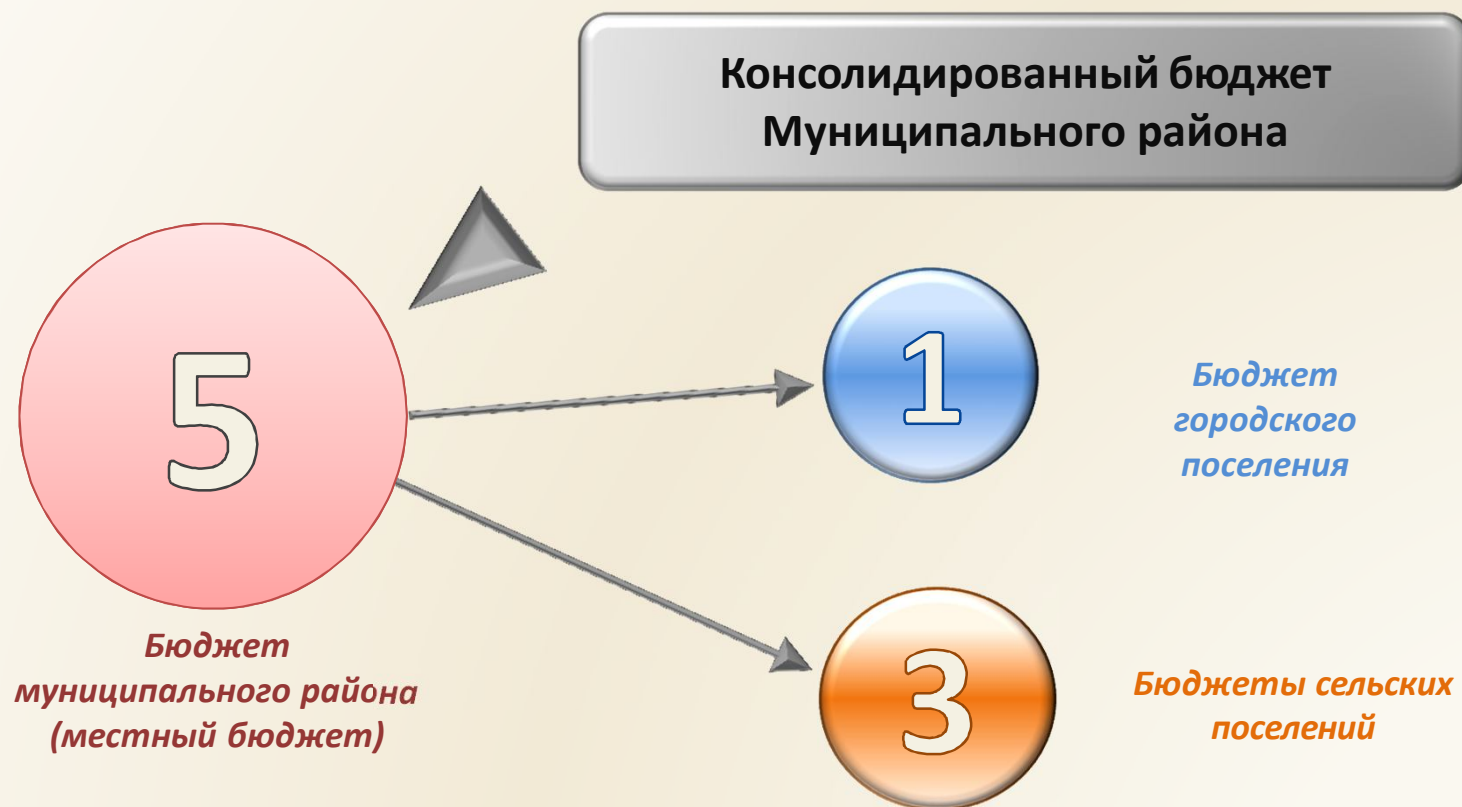 Консолидированный бюджет
Муниципального района
5
Бюджет
муниципального района
(местный бюджет)
1
Бюджет
городского
поселения
3
Бюджеты сельских
поселений